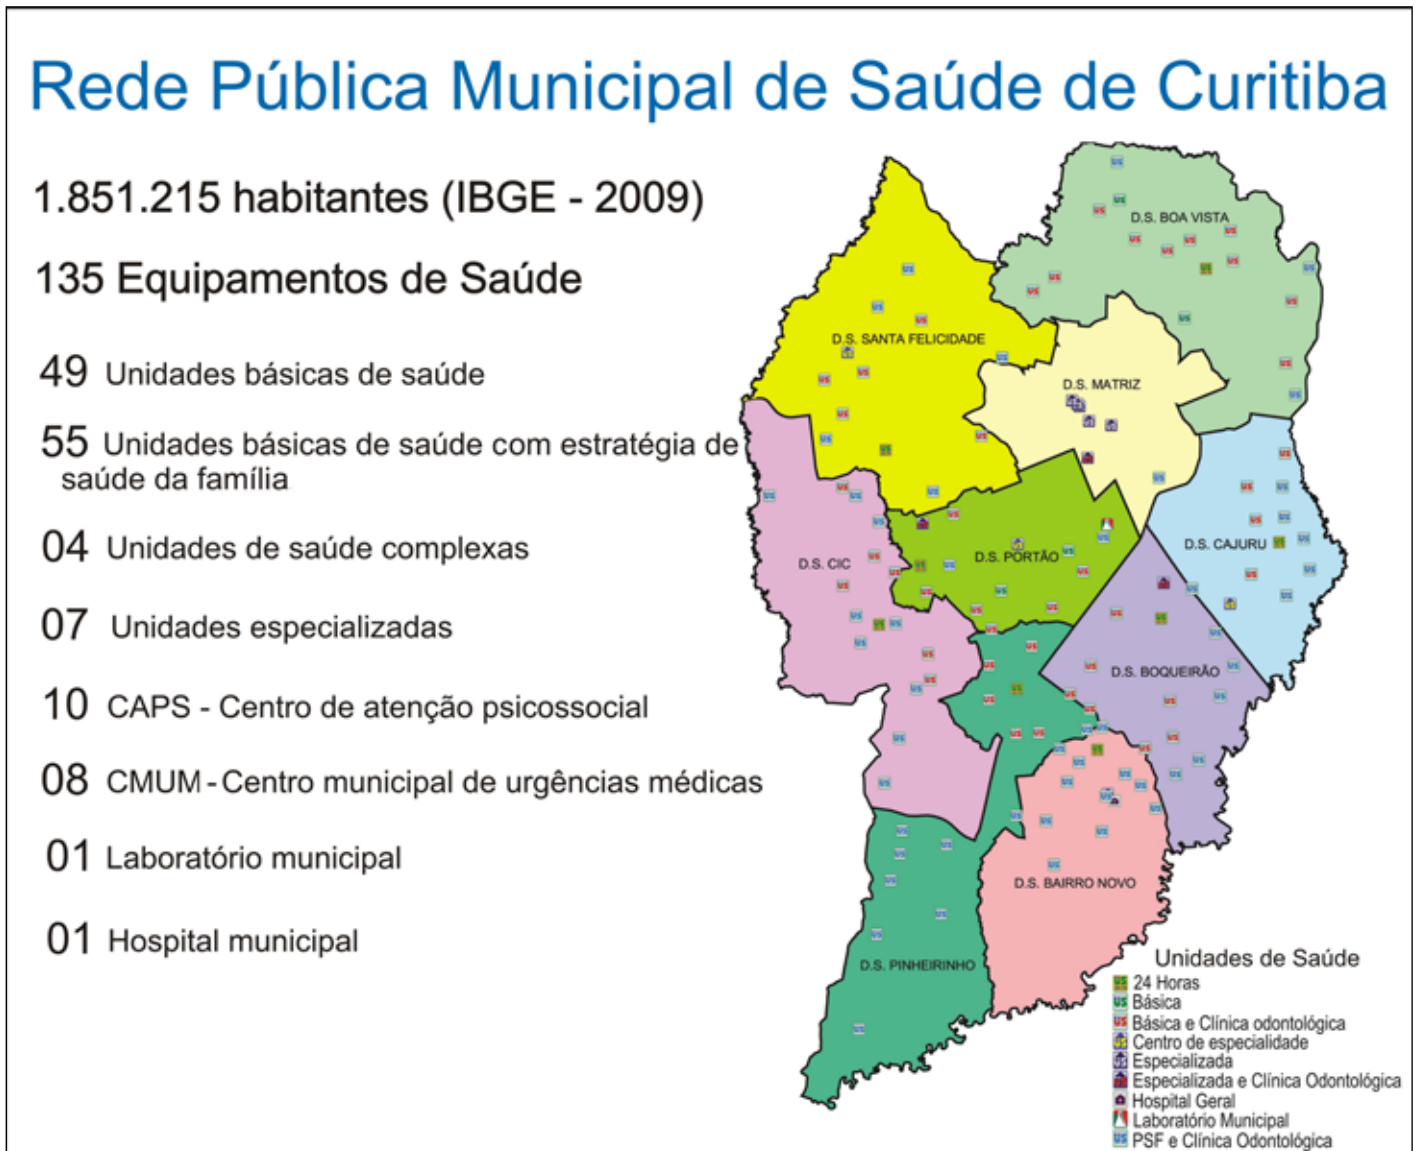 Rede Pública Municipal de Saúde de Curitiba
1.851.215 habitantes (IBGE - 2009)
135 Equipamentos de Saúde
49 Unidades básicas de saúde
55 Unidades básicas de saúde com estratégia de
saúde da família
04 Unidades de saúde complexas
07 Unidades especializadas
10 CAPS - Centro de atenção psicossocial
08 CMUM - Centro municipal de urgências médicas
01 Laboratório municipal
01 Hospital municipal
D.S. BOA VISTA
D.S. SANTA FELICIDADE
D.S. MATRIZ
D.S. CAJURU
D.S. PORTÃO
D.S. CIC
D.S. BOQUEIRÃO
D.S. BAIRRO NOVO
D.S. PINHEIRINHO
Unidades de Saúde
US 24 Horas
US Básica
US Básica e Clínica odontológica
Centro de especialidade
Especializada
Especializada e Clínica Odontológica
Hospital Geral
Laboratório Municipal
US PSF e Clínica Odontológica